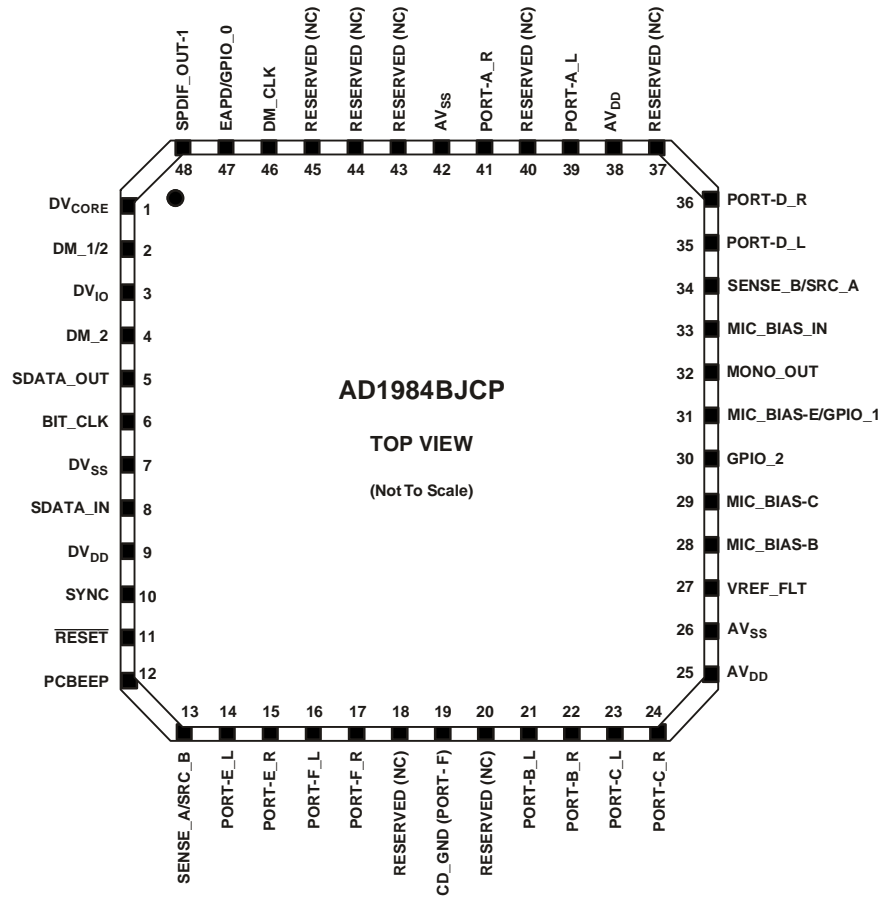 SPDIF_OUT-1
EAPD/GPIO_0
DM_CLK
RESERVED (NC)
RESERVED (NC)
RESERVED (NC)
AVSS
PORT-A_R
RESERVED (NC)
PORT-A_L
AVDD
RESERVED (NC)
48 47 46 45 44 43 42 41 40 39 38 37
DVCORE 1
DM_1/2 2
DVIO 3
DM_2 4
SDATA_OUT 5
BIT_CLK 6
DVSS 7
SDATA_IN 8
DVDD 9
SYNC 10
RESET 11
PCBEEP 12
AD1984BJCP
TOP VIEW
(Not To Scale)
36 PORT-D_R
35 PORT-D_L
34 SENSE_B/SRC_A
33 MIC_BIAS_IN
32 MONO_OUT
31 MIC_BIAS-E/GPIO_1
30 GPIO_2
29 MIC_BIAS-C
28 MIC_BIAS-B
27 VREF_FLT
26 AVSS
25 AVDD
13 14 15 16 17 18 19 20 21 22 23 24
SENSE_A/SRC_B
PORT-E_L
PORT-E_R
PORT-F_L
PORT-F_R
RESERVED (NC)
CD_GND (PORT- F)
RESERVED (NC)
PORT-B_L
PORT-B_R
PORT-C_L
PORT-C_R